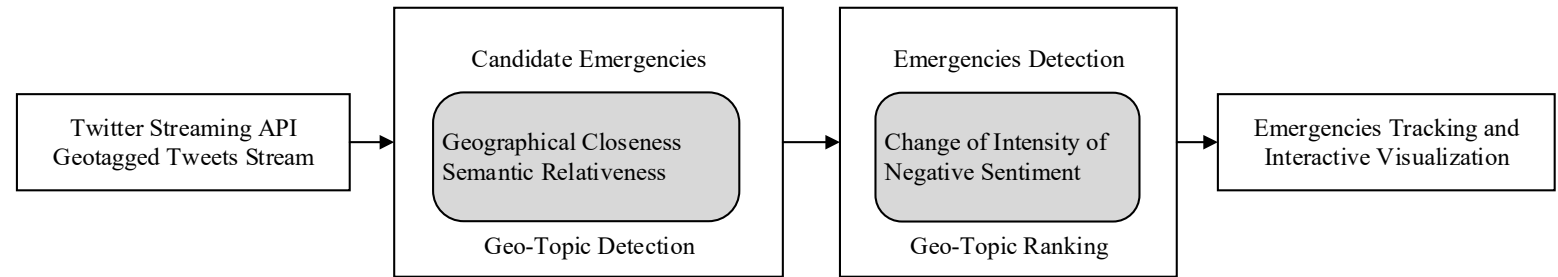 Twitter Streaming API
Geotagged Tweets Stream
Candidate Emergencies
Geographical Closeness
Semantic Relativeness
Geo-Topic Detection
Emergencies Detection
Change of Intensity of
Negative Sentiment
Geo-Topic Ranking
Emergencies Tracking and
Interactive Visualization